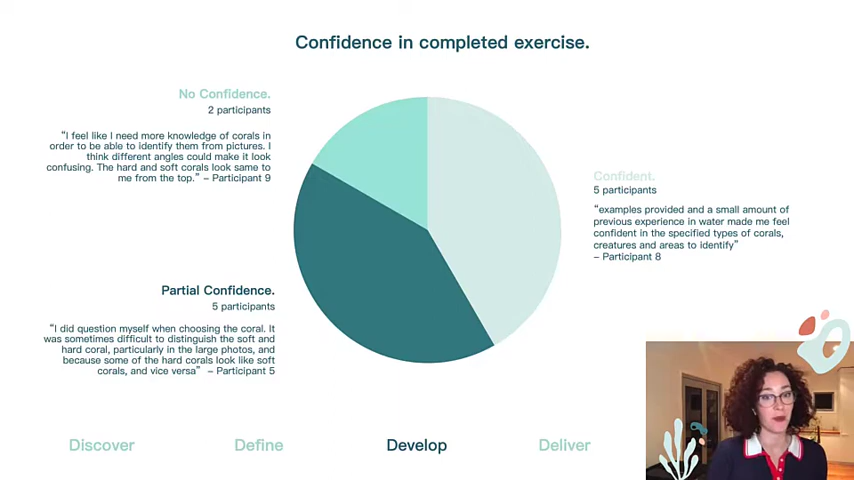 Confidence in completed exercise.
No Confidence.
2 participants
“I feel like I need more knowledge of corals in
order to be able to identify them from pictures. I
think different angles could make it look
confusing. The hard and soft corals look same to
me from the top.” – Participant 9
Confident.
5 participants
“examples provided and a small amount of
previous experience in water made me feel
confident in the specified types of corals,
creatures and areas to identify”
– Participant 8
Partial Confidence.
5 participants
“I did question myself when choosing the coral. It
was sometimes difficult to distinguish the soft and
hard coral, particularly in the large photos, and
because some of the hard corals look like soft
corals, and vice versa” – Participant 5
Discover
Define
Develop
Deliver